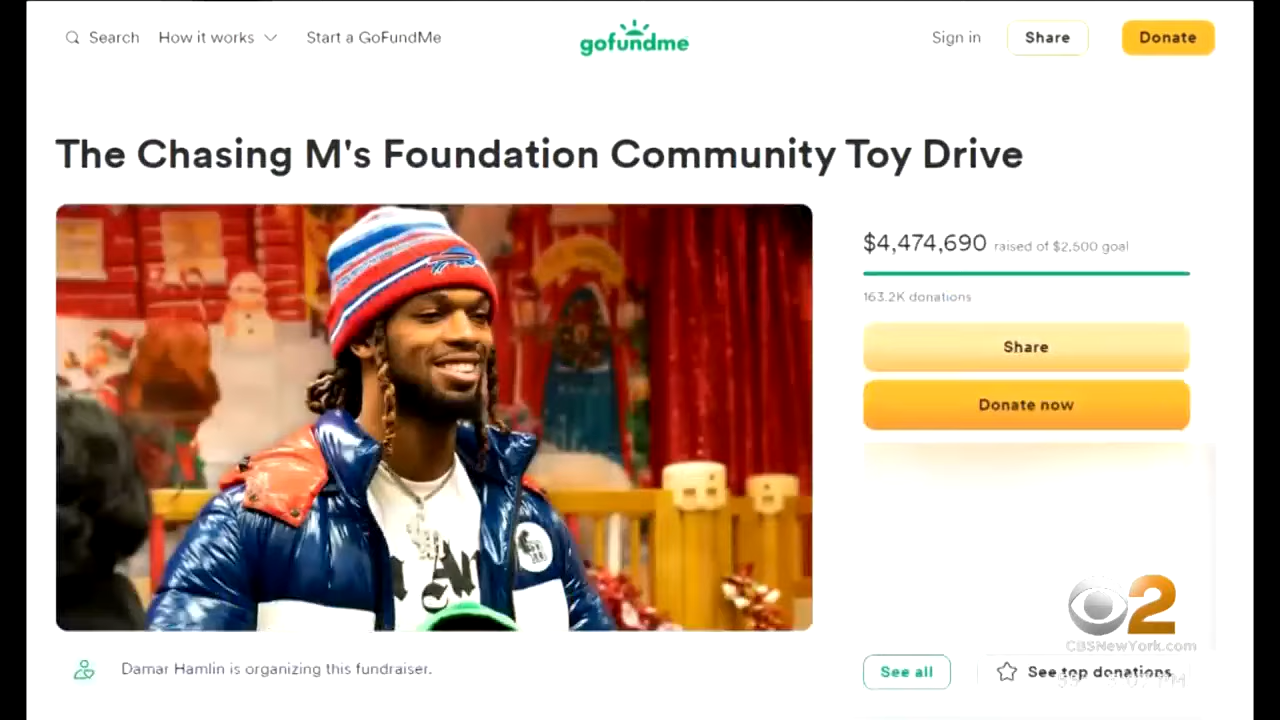 Search How it works Start a GoFundMe gofundme Sign in Share Donate
The Chasing M's Foundation Community Toy Drive
$4,474,690 raised of $2,500 goal
163.2K donations
Share
Donate now
2
CBSNewYork.com
Damar Hamlin is organizing this fundraiser.
See all
See top donations